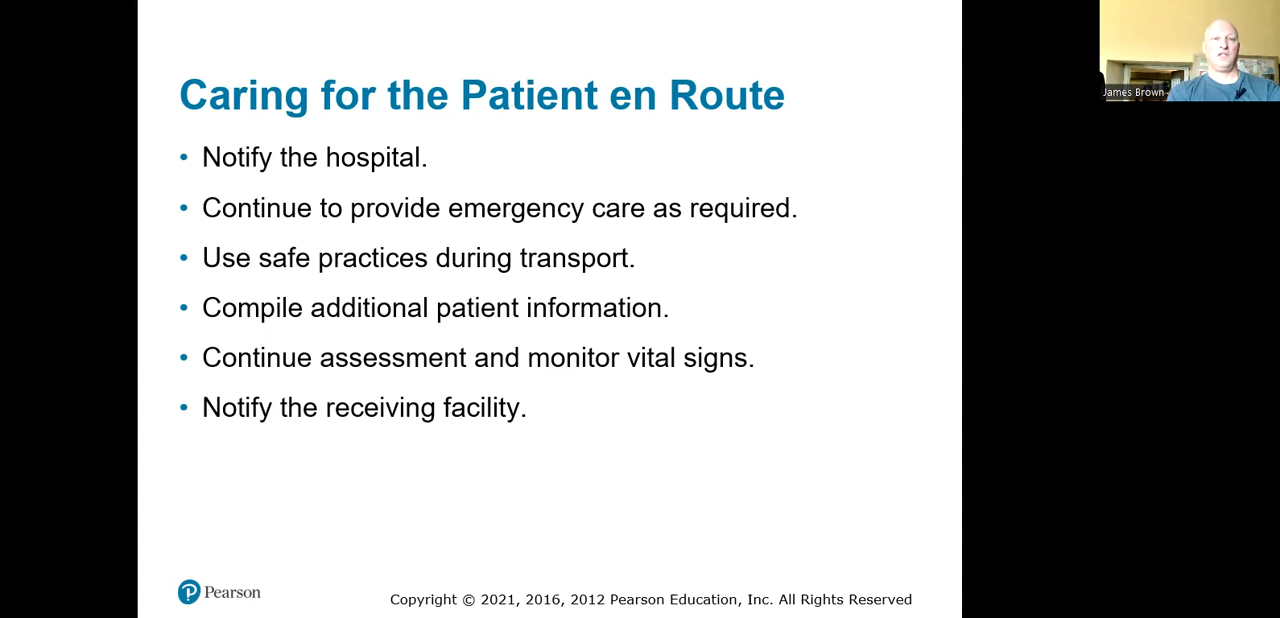 Caring for the Patient en Route
• Notify the hospital.
• Continue to provide emergency care as required.
• Use safe practices during transport.
• Compile additional patient information.
• Continue assessment and monitor vital signs.
• Notify the receiving facility.
James Brown
Pearson
Copyright © 2021, 2016, 2012 Pearson Education, Inc. All Rights Reserved